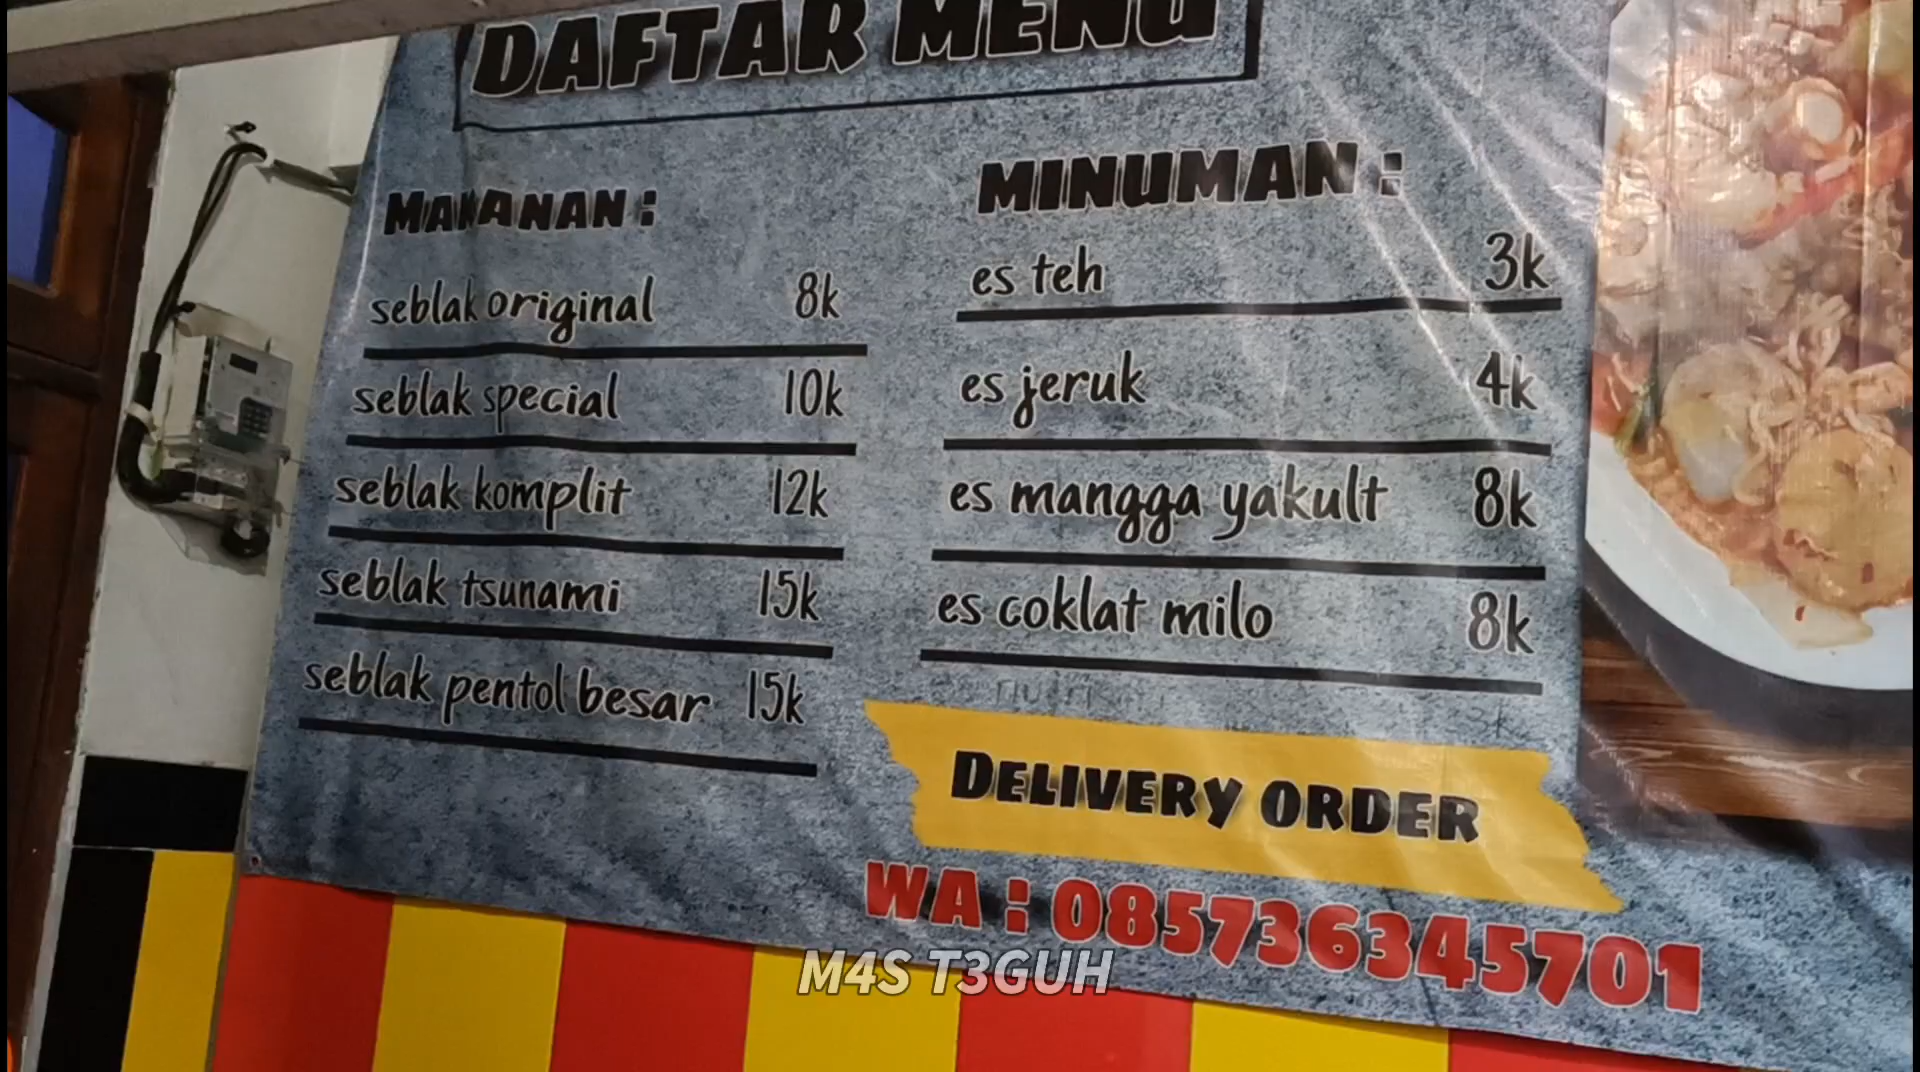 DAFTAR MENU
MAKANAN :
seblak original 8k
seblak special 10k
seblak komplit 12k
seblak tsunami 15k
seblak pentol besar 15k
MINUMAN :
es teh 3k
es jeruk 4k
es mangga yakult 8k
es coklat milo 8k
3k
DELIVERY ORDER
WA : 085736345701
M4S T3GUH